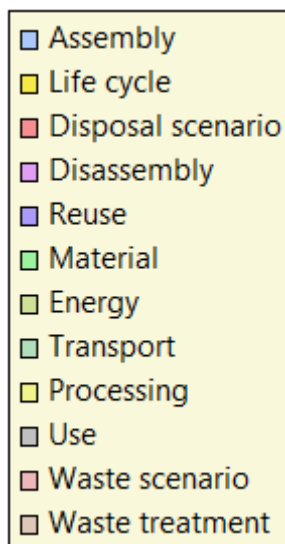 Assembly
Life cycle
Disposal scenario
Disassembly
Reuse
Material
Energy
Transport
Processing
Use
Waste scenario
Waste treatment